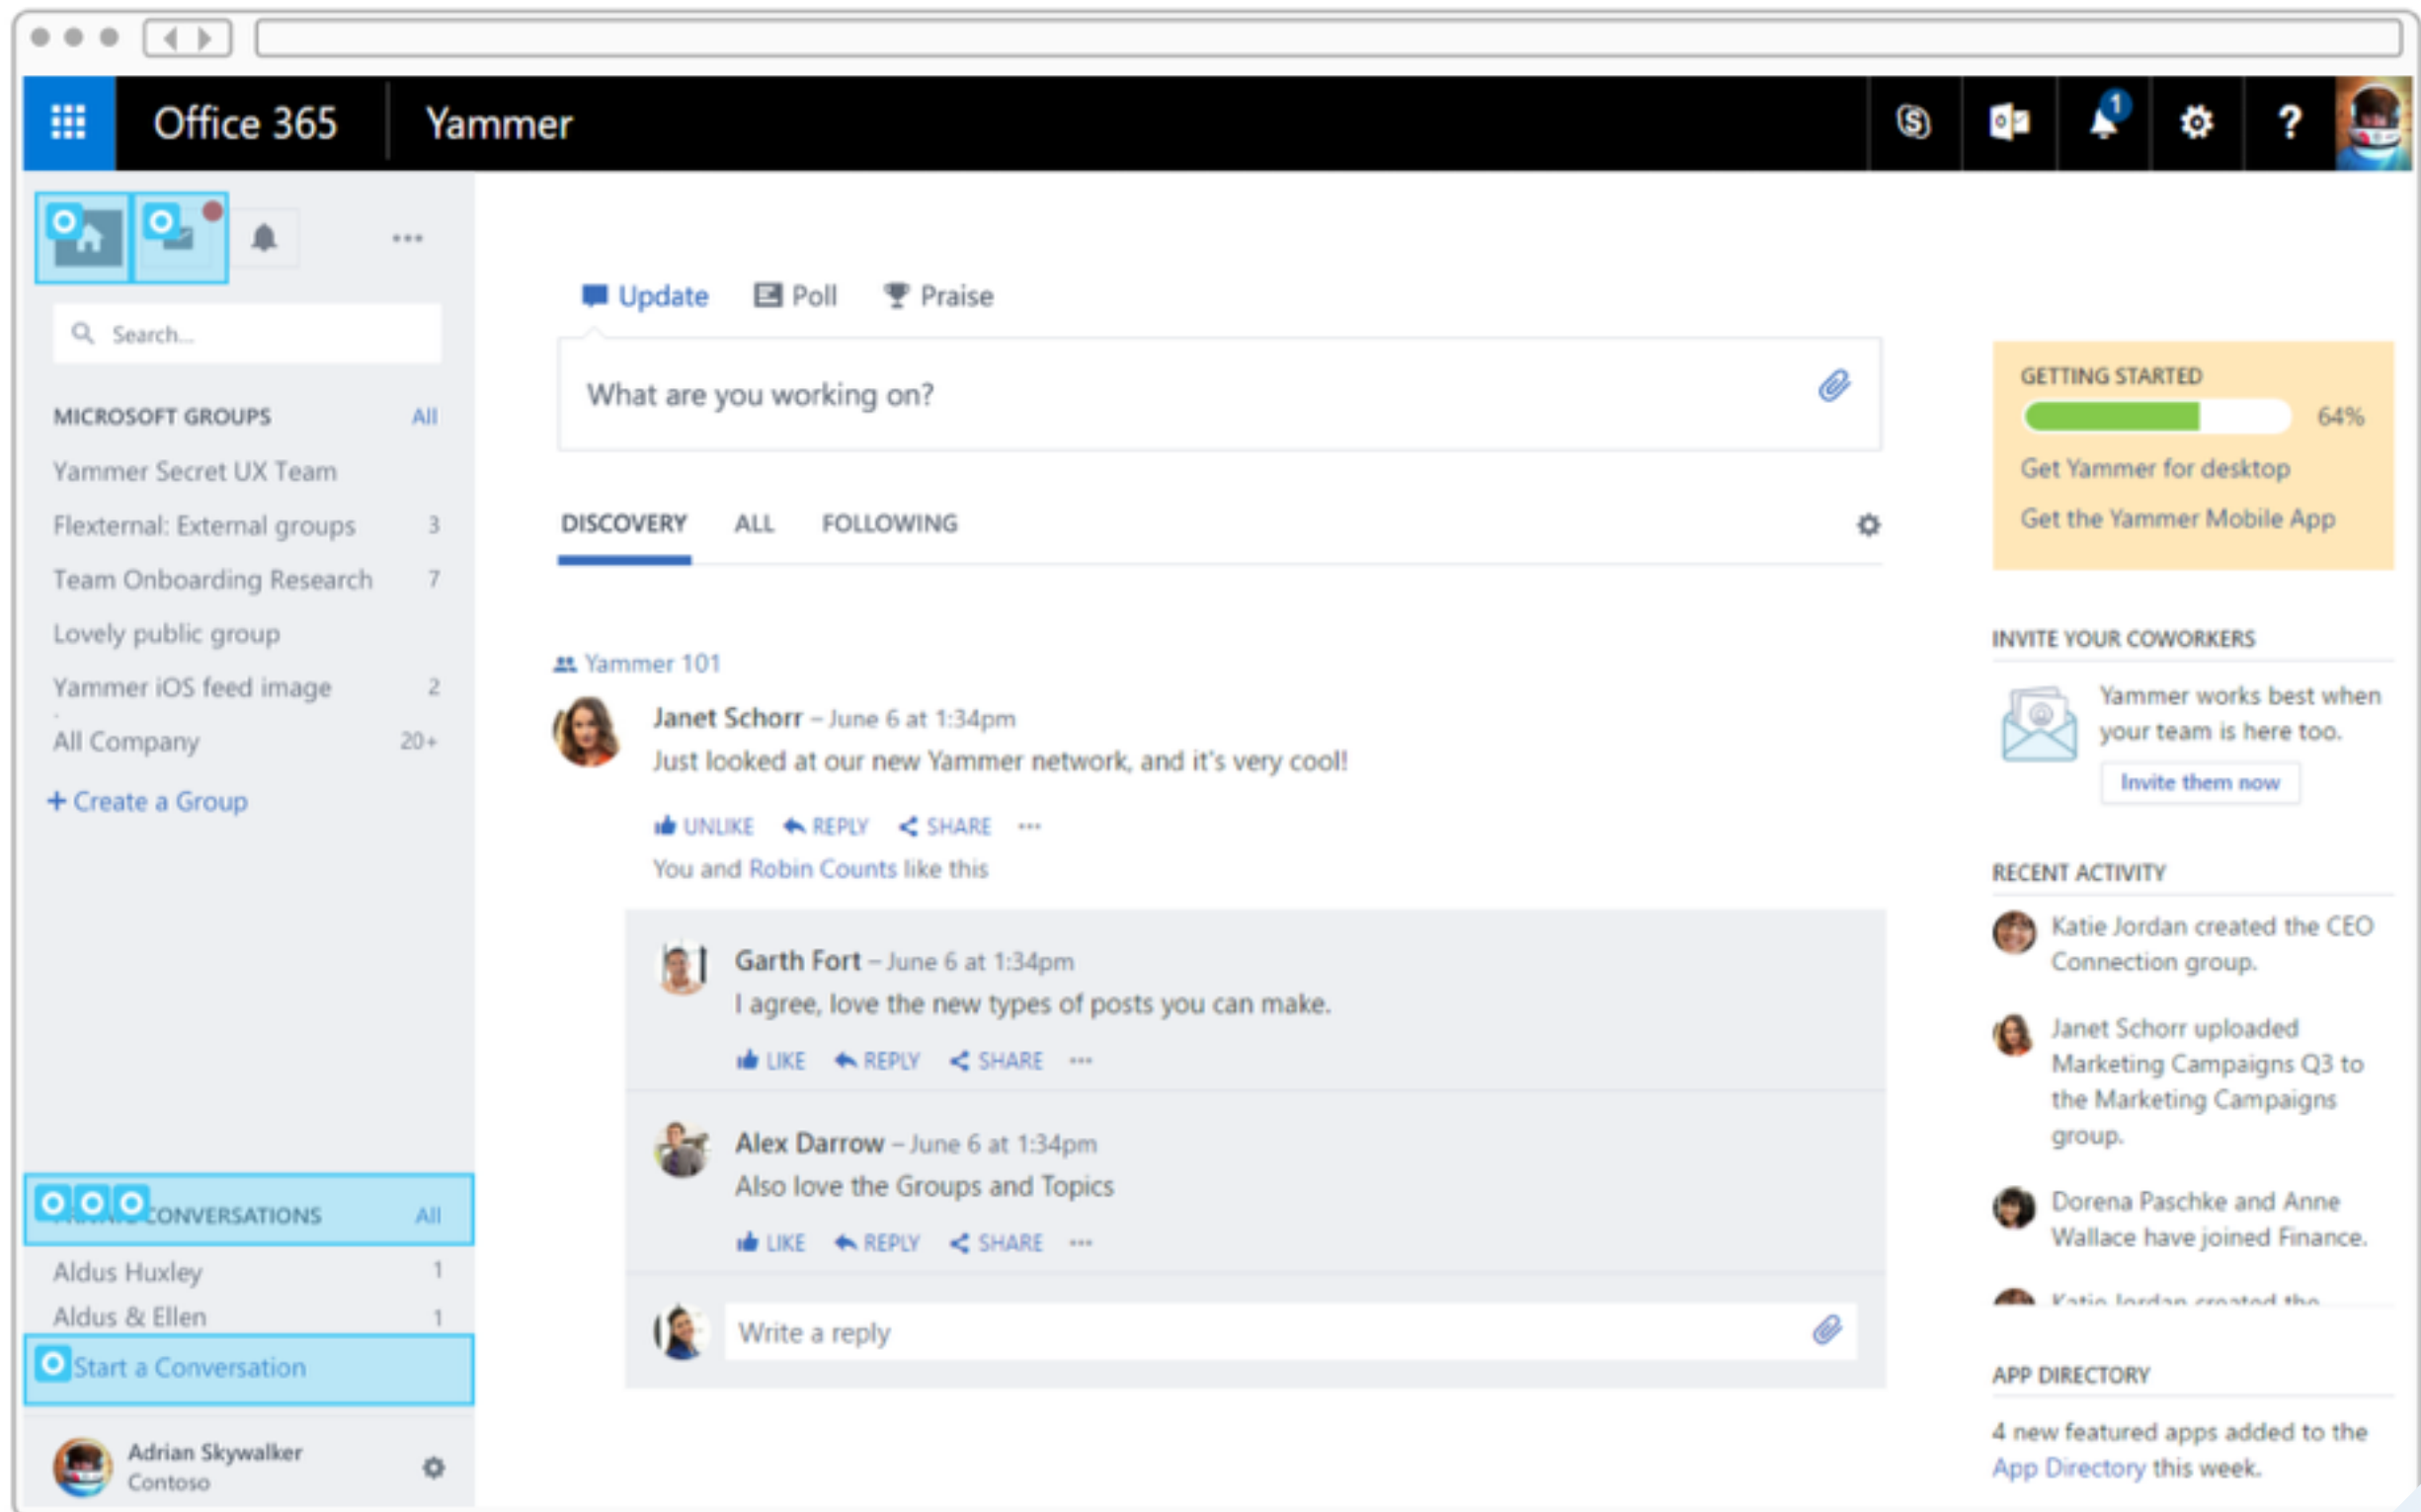 Office 365
Yammer
1
Search...
MICROSOFT GROUPS All
Yammer Secret UX Team
Flexternal: External groups 3
Team Onboarding Research 7
Lovely public group
Yammer iOS feed image 2
All Company 20+
+ Create a Group
CONVERSATIONS All
Aldus Huxley 1
Aldus & Ellen 1
Start a Conversation
Adrian Skywalker
Contoso
Update Poll Praise
What are you working on?
DISCOVERY ALL FOLLOWING
Yammer 101
Janet Schorr – June 6 at 1:34pm
Just looked at our new Yammer network, and it's very cool!
UNLIKE REPLY SHARE ...
You and Robin Counts like this
Garth Fort – June 6 at 1:34pm
I agree, love the new types of posts you can make.
LIKE REPLY SHARE ...
Alex Darrow – June 6 at 1:34pm
Also love the Groups and Topics
LIKE REPLY SHARE ...
Write a reply
GETTING STARTED
64%
Get Yammer for desktop
Get the Yammer Mobile App
INVITE YOUR COWORKERS
Yammer works best when
your team is here too.
Invite them now
RECENT ACTIVITY
Katie Jordan created the CEO
Connection group.
Janet Schorr uploaded
Marketing Campaigns Q3 to
the Marketing Campaigns
group.
Dorena Paschke and Anne
Wallace have joined Finance.
Katie Jordan created the
APP DIRECTORY
4 new featured apps added to the
App Directory this week.